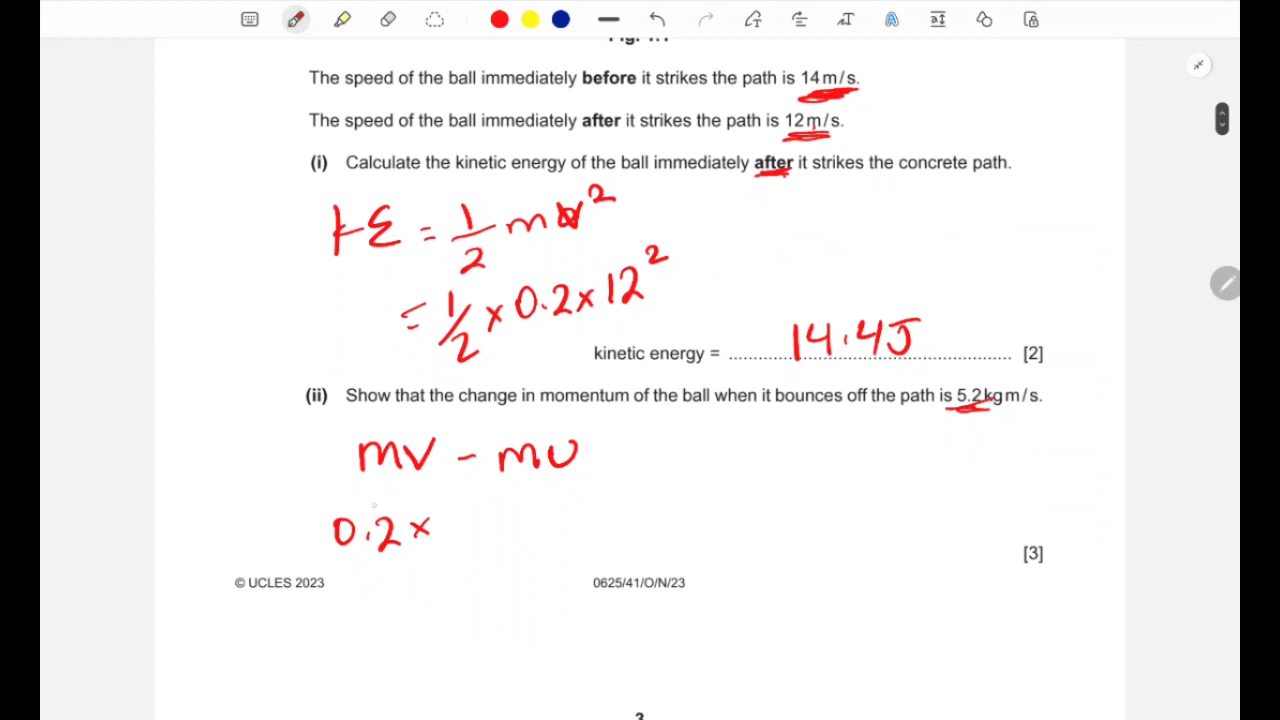 The speed of the ball immediately before it strikes the path is 14 m/s.
The speed of the ball immediately after it strikes the path is 12 m/s.
(i) Calculate the kinetic energy of the ball immediately after it strikes the concrete path.
KE = 1/2 mv²
= 1/2 × 0.2 × 12²
kinetic energy = 14.4 J [2]
(ii) Show that the change in momentum of the ball when it bounces off the path is 5.2 kg m/s.
mv - mu
0.2 ×
[3]
© UCLES 2023 0625/41/O/N/23